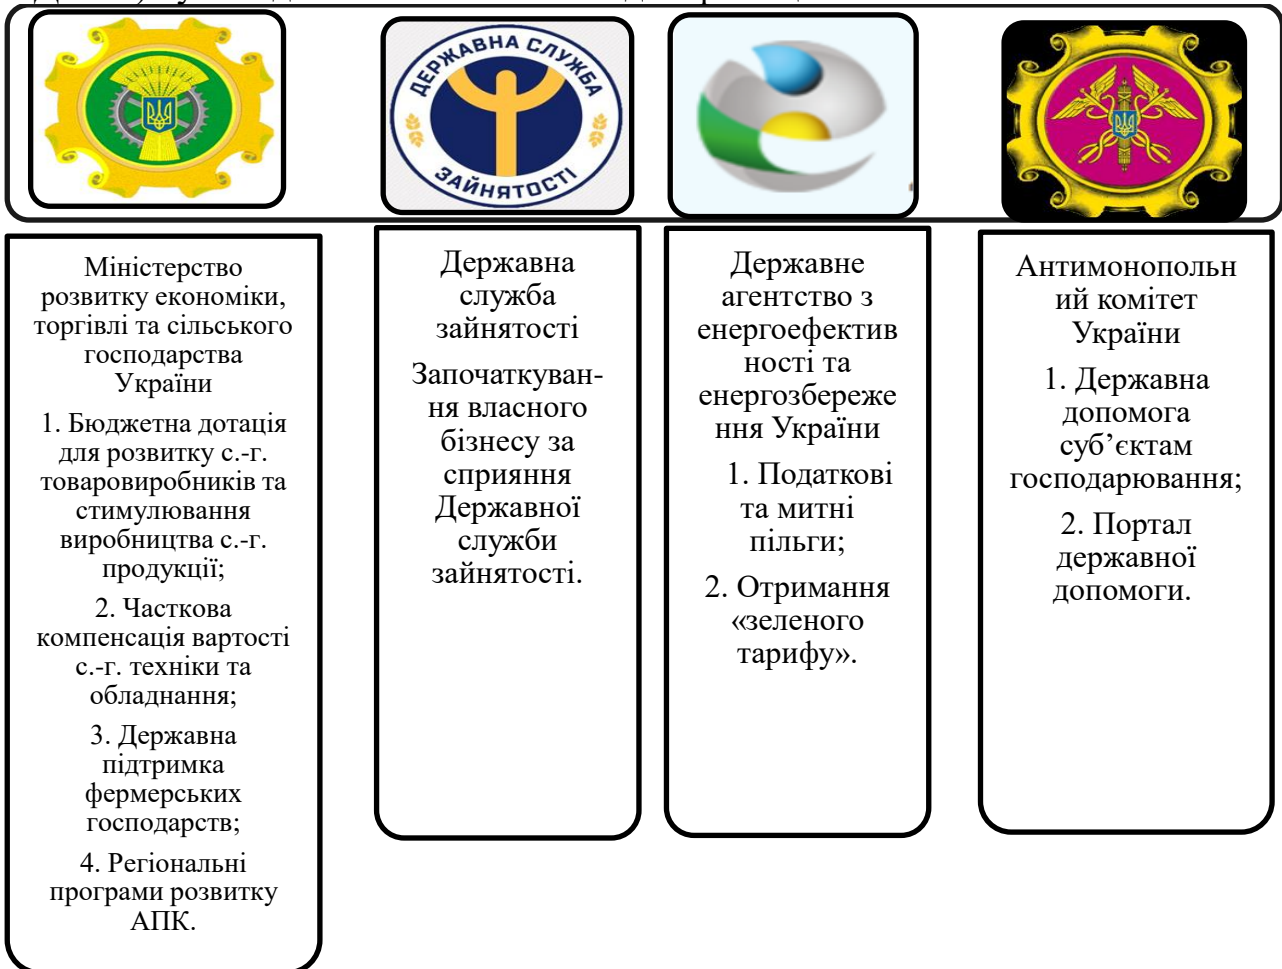 ДЕРЖАВНА СЛУЖБА
ЗАЙНЯТОСТІ
Міністерство
розвитку економіки,
торгівлі та сільського
господарства
України
1. Бюджетна дотація
для розвитку с.-г.
товаровиробників та
стимулювання
виробництва с.-г.
продукції;
2. Часткова
компенсація вартості
с.-г. техніки та
обладнання;
3. Державна
підтримка
фермерських
господарств;
4. Регіональні
програми розвитку
АПК.
Державна
служба
зайнятості
Започаткуван-
ня власного
бізнесу за
сприяння
Державної
служби
зайнятості.
Державне
агентство з
енергоефектив
ності та
енергозбереже
ння України
1. Податкові
та митні
пільги;
2. Отримання
«зеленого
тарифу».
Антимонопольн
ий комітет
України
1. Державна
допомога
суб’єктам
господарювання;
2. Портал
державної
допомоги.